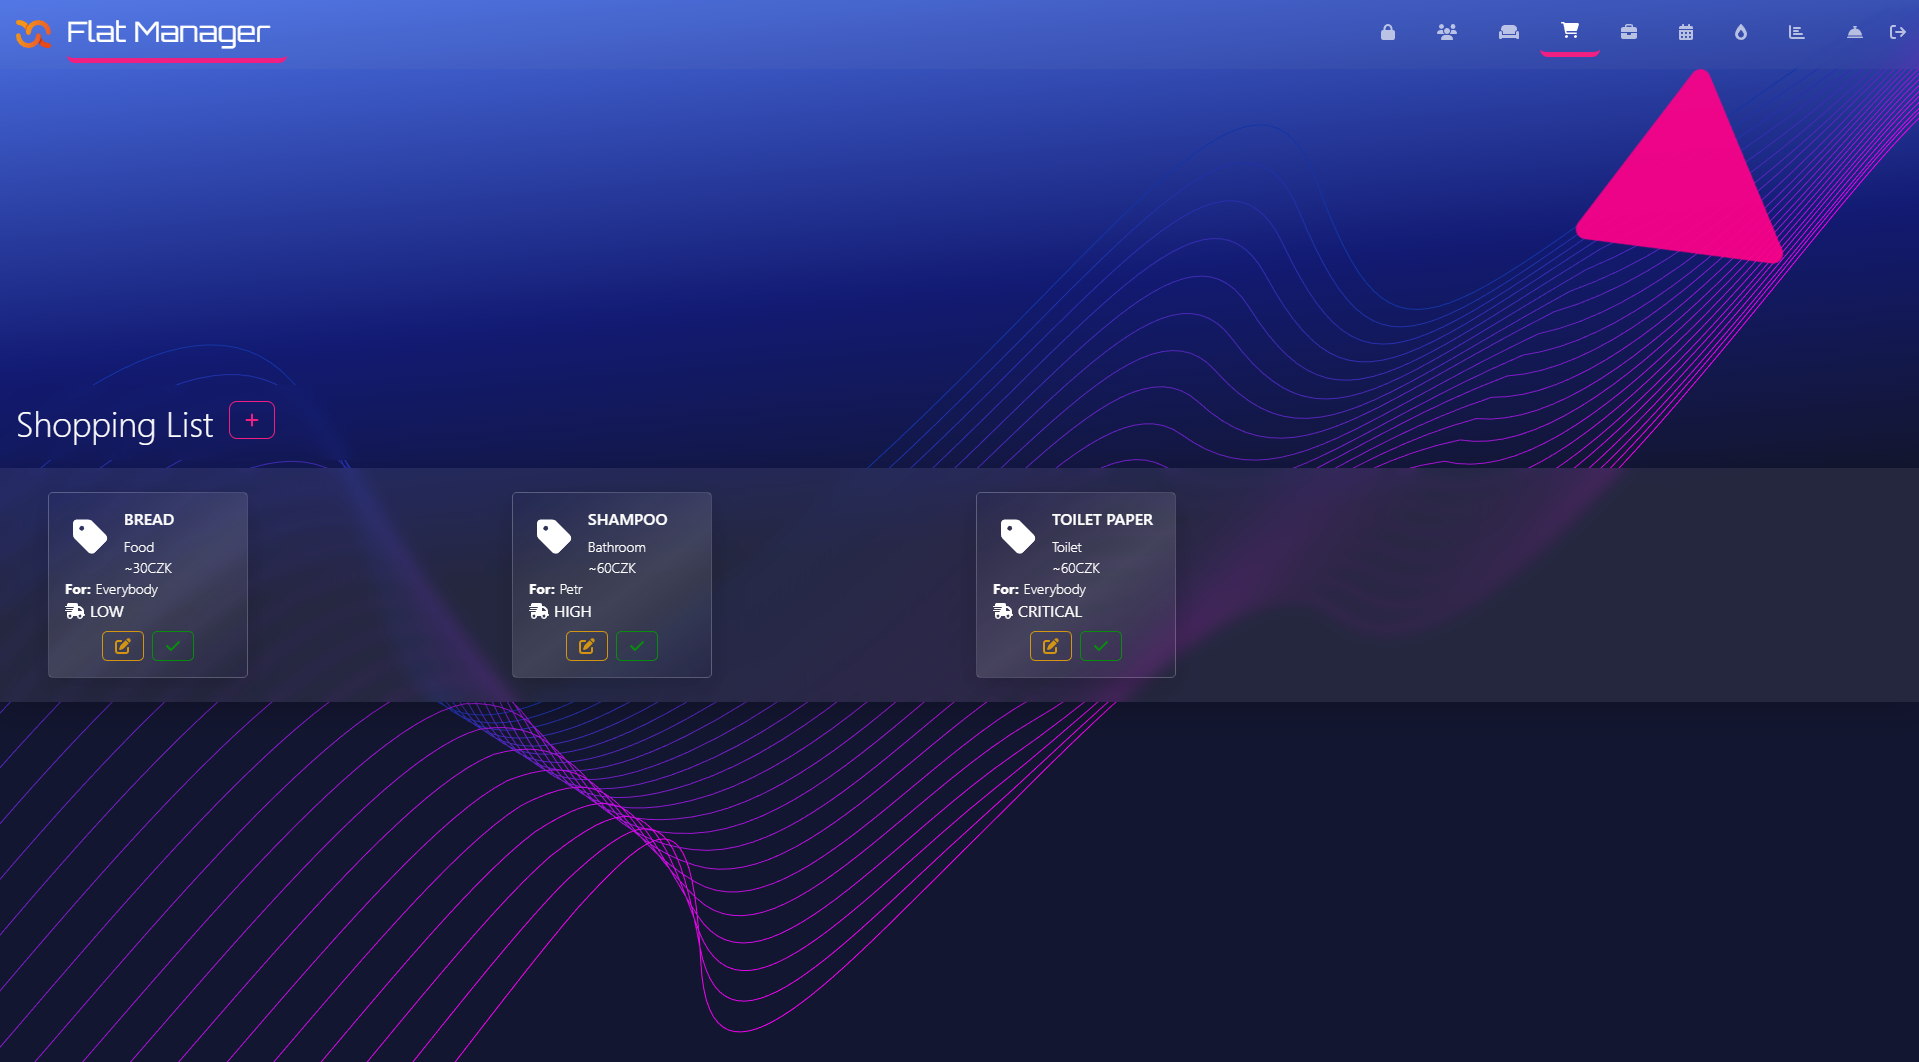 Flat Manager
Shopping List
BREAD
Food
~30CZK
For: Everybody
LOW
SHAMPOO
Bathroom
~60CZK
For: Petr
HIGH
TOILET PAPER
Toilet
~60CZK
For: Everybody
CRITICAL